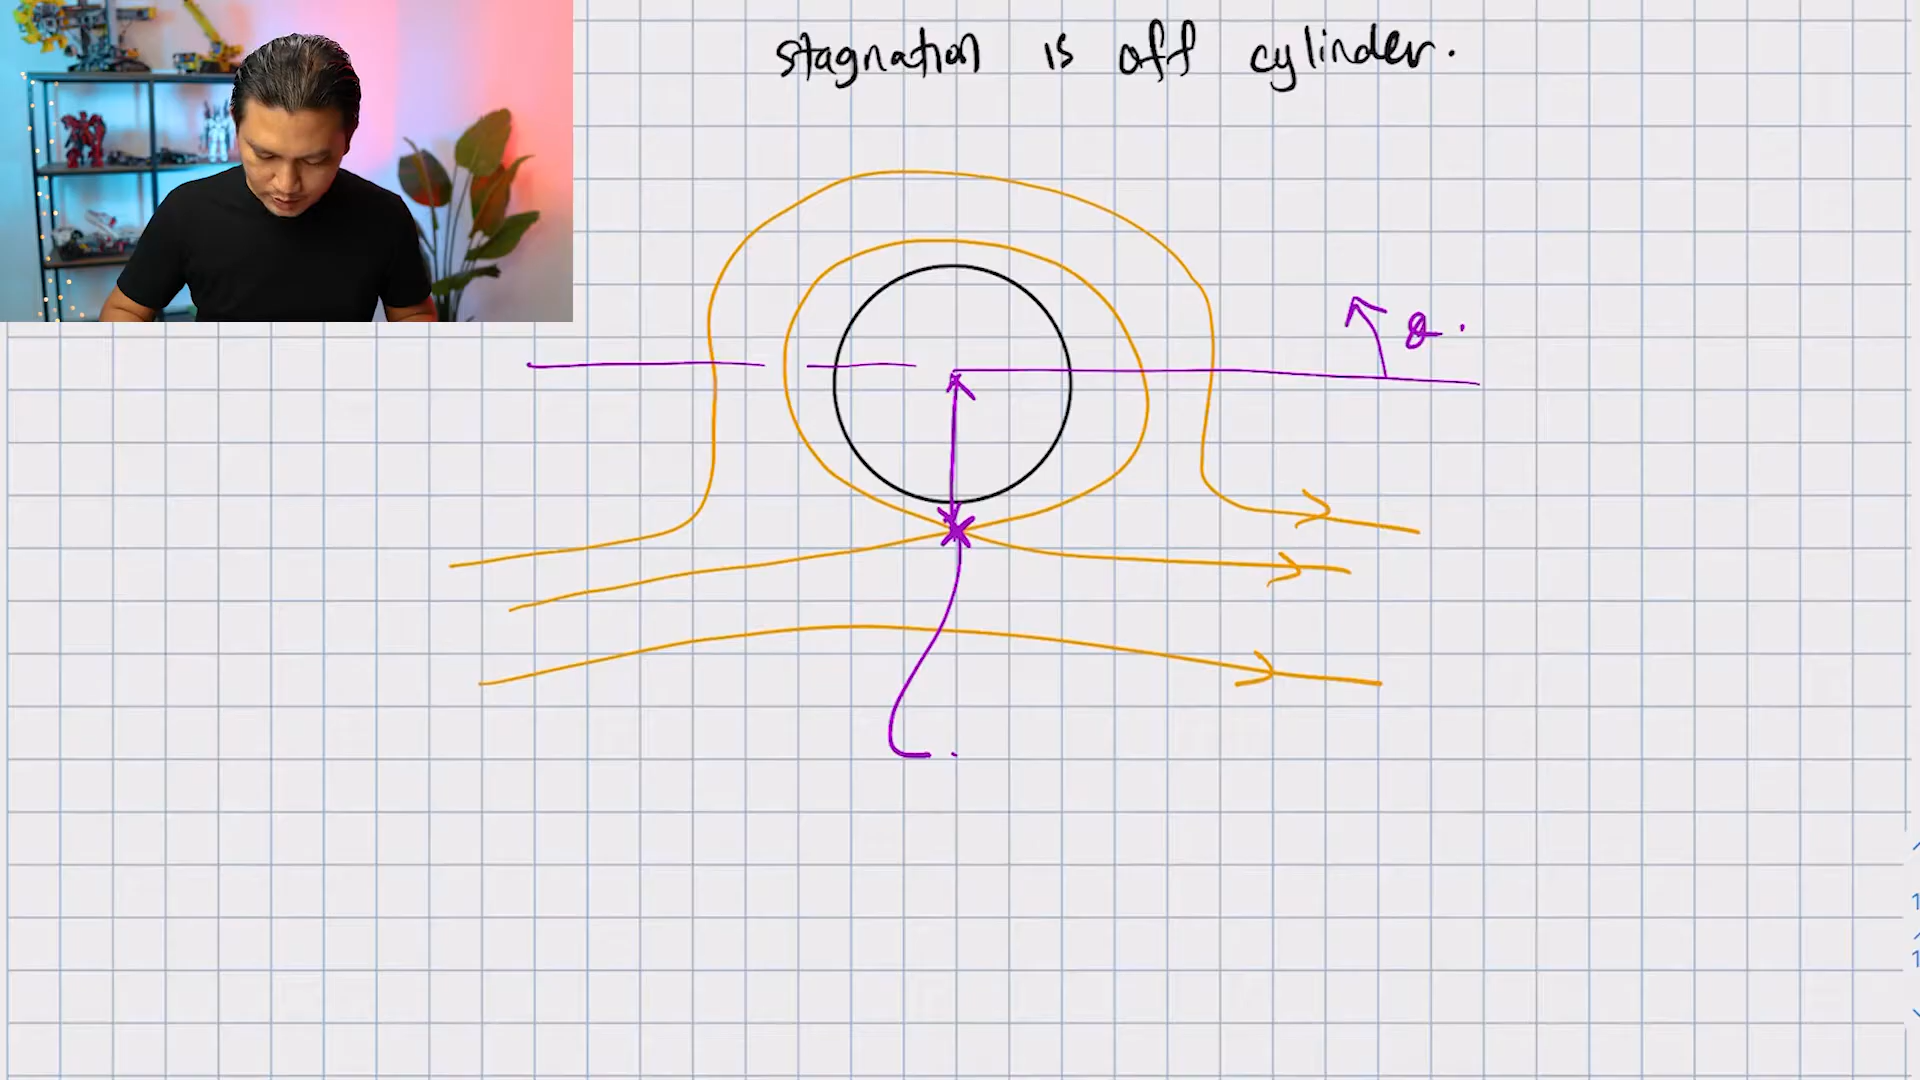 stagnation is off cylinder.
θ.